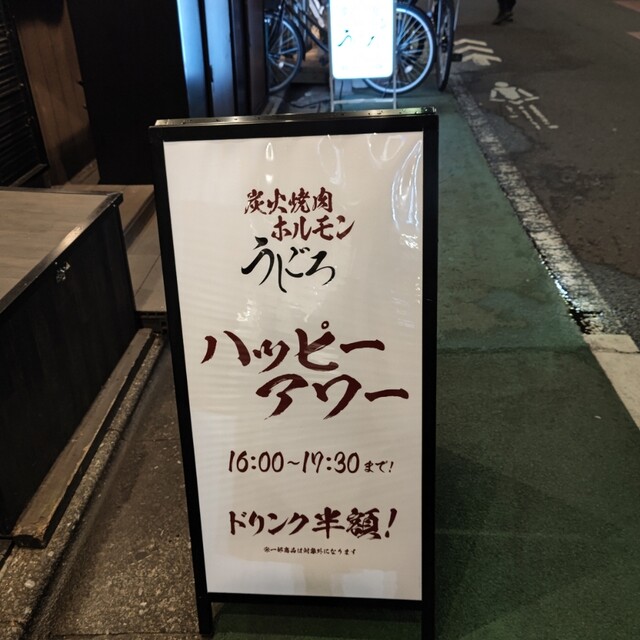 炭火焼肉
ホルモン
うしごろ
ハッピー
アワー
16:00～17:30まで!
ドリンク半額!
※一部商品は対象外になります